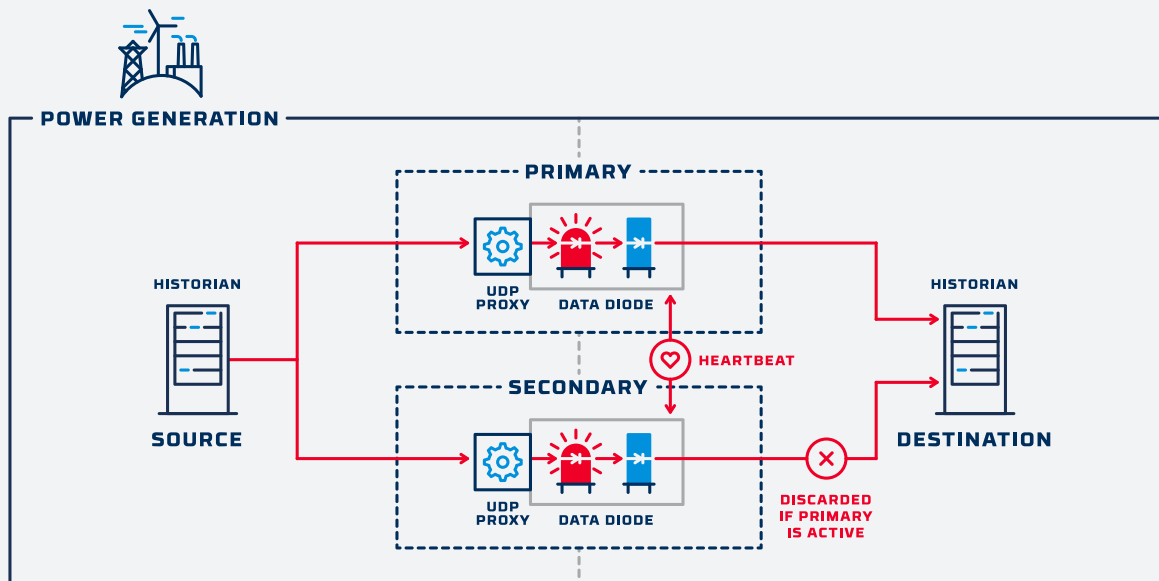 POWER GENERATION
PRIMARY
UDP
PROXY
DATA DIODE
HISTORIAN
SOURCE
HEARTBEAT
SECONDARY
UDP
PROXY
DATA DIODE
HISTORIAN
DESTINATION
DISCARDED
IF PRIMARY
IS ACTIVE